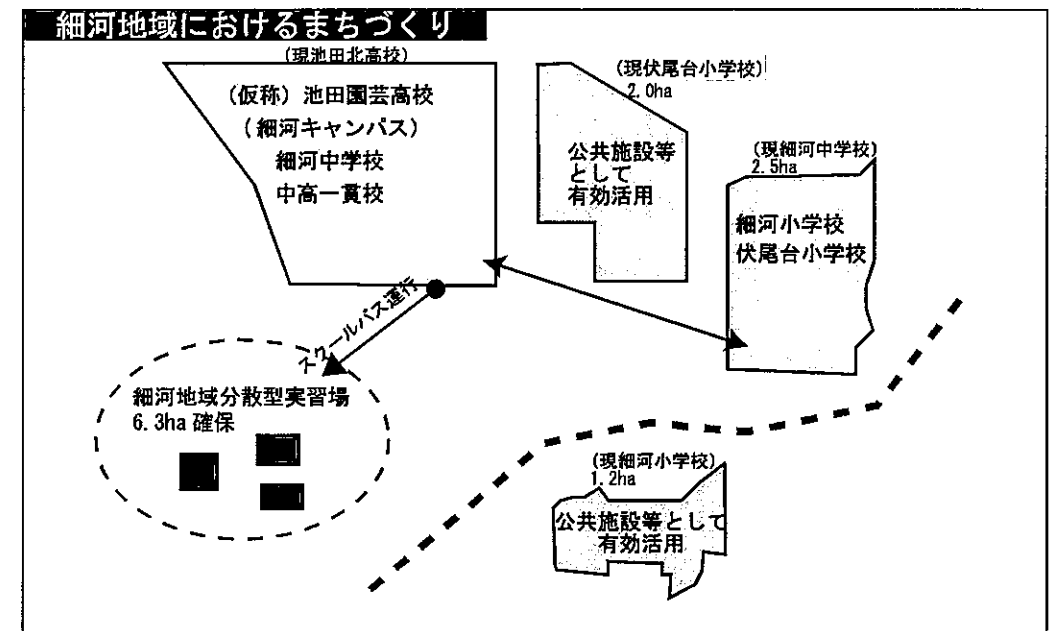 細河地域におけるまちづくり
(現池田北高校)
(仮称)池田園芸高校
(細河キャンパス)
細河中学校
中高一貫校
(現伏尾台小学校)
2.0ha
公共施設等
として
有効活用
(現細河中学校)
2.5ha
細河小学校
伏尾台小学校
スクールバス運行
細河地域分散型実習場
6.3ha 確保
(現細河小学校)
1.2ha
公共施設等として
有効活用